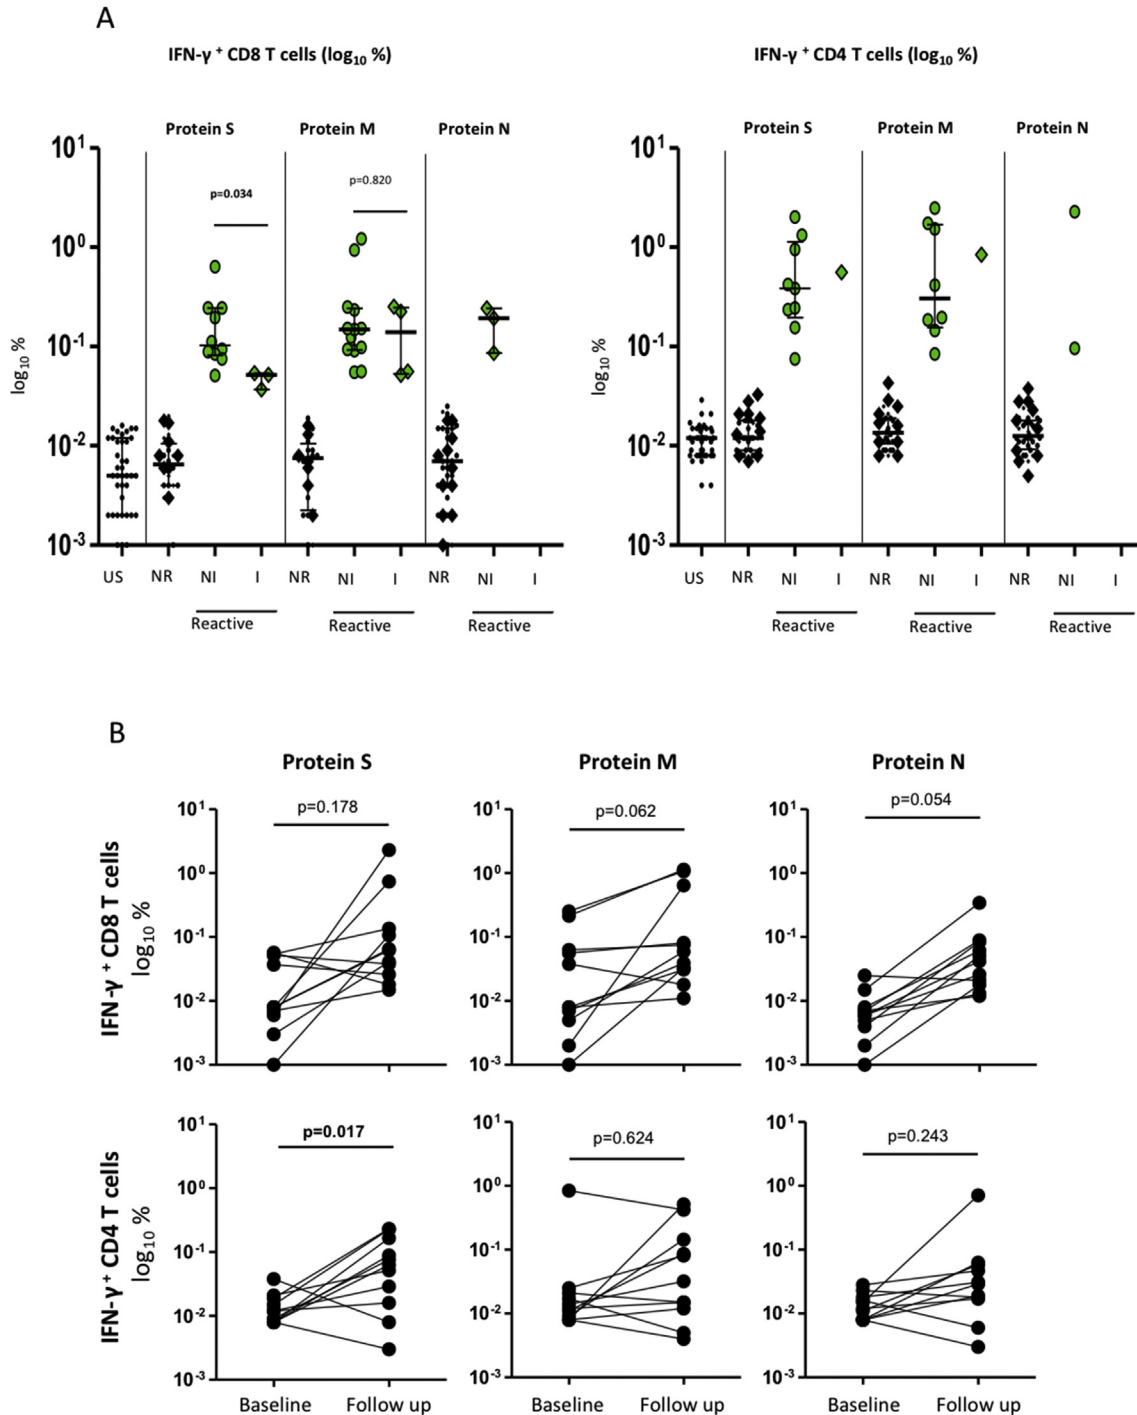 A
IFN-γ + CD8 T cells (log10 %)
IFN-γ + CD4 T cells (log10 %)
Protein S Protein M Protein N
Protein S Protein M Protein N
p=0.034
p=0.820
10^1
10^0
10^-1
10^-2
10^-3
log10 %
US NR NI I NR NI I NR NI I
Reactive Reactive Reactive
10^1
10^0
10^-1
10^-2
10^-3
log10 %
US NR NI I NR NI I NR NI I
Reactive Reactive Reactive
B
Protein S
Protein M
Protein N
IFN-γ + CD8 T cells
log10 %
10^1
10^0
10^-1
10^-2
10^-3
p=0.178
10^1
10^0
10^-1
10^-2
10^-3
p=0.062
10^1
10^0
10^-1
10^-2
10^-3
p=0.054
IFN-γ+ CD4 T cells
log10 %
10^1
10^0
10^-1
10^-2
10^-3
p=0.017
10^1
10^0
10^-1
10^-2
10^-3
p=0.624
10^1
10^0
10^-1
10^-2
10^-3
p=0.243
Baseline Follow up
Baseline Follow up
Baseline Follow up